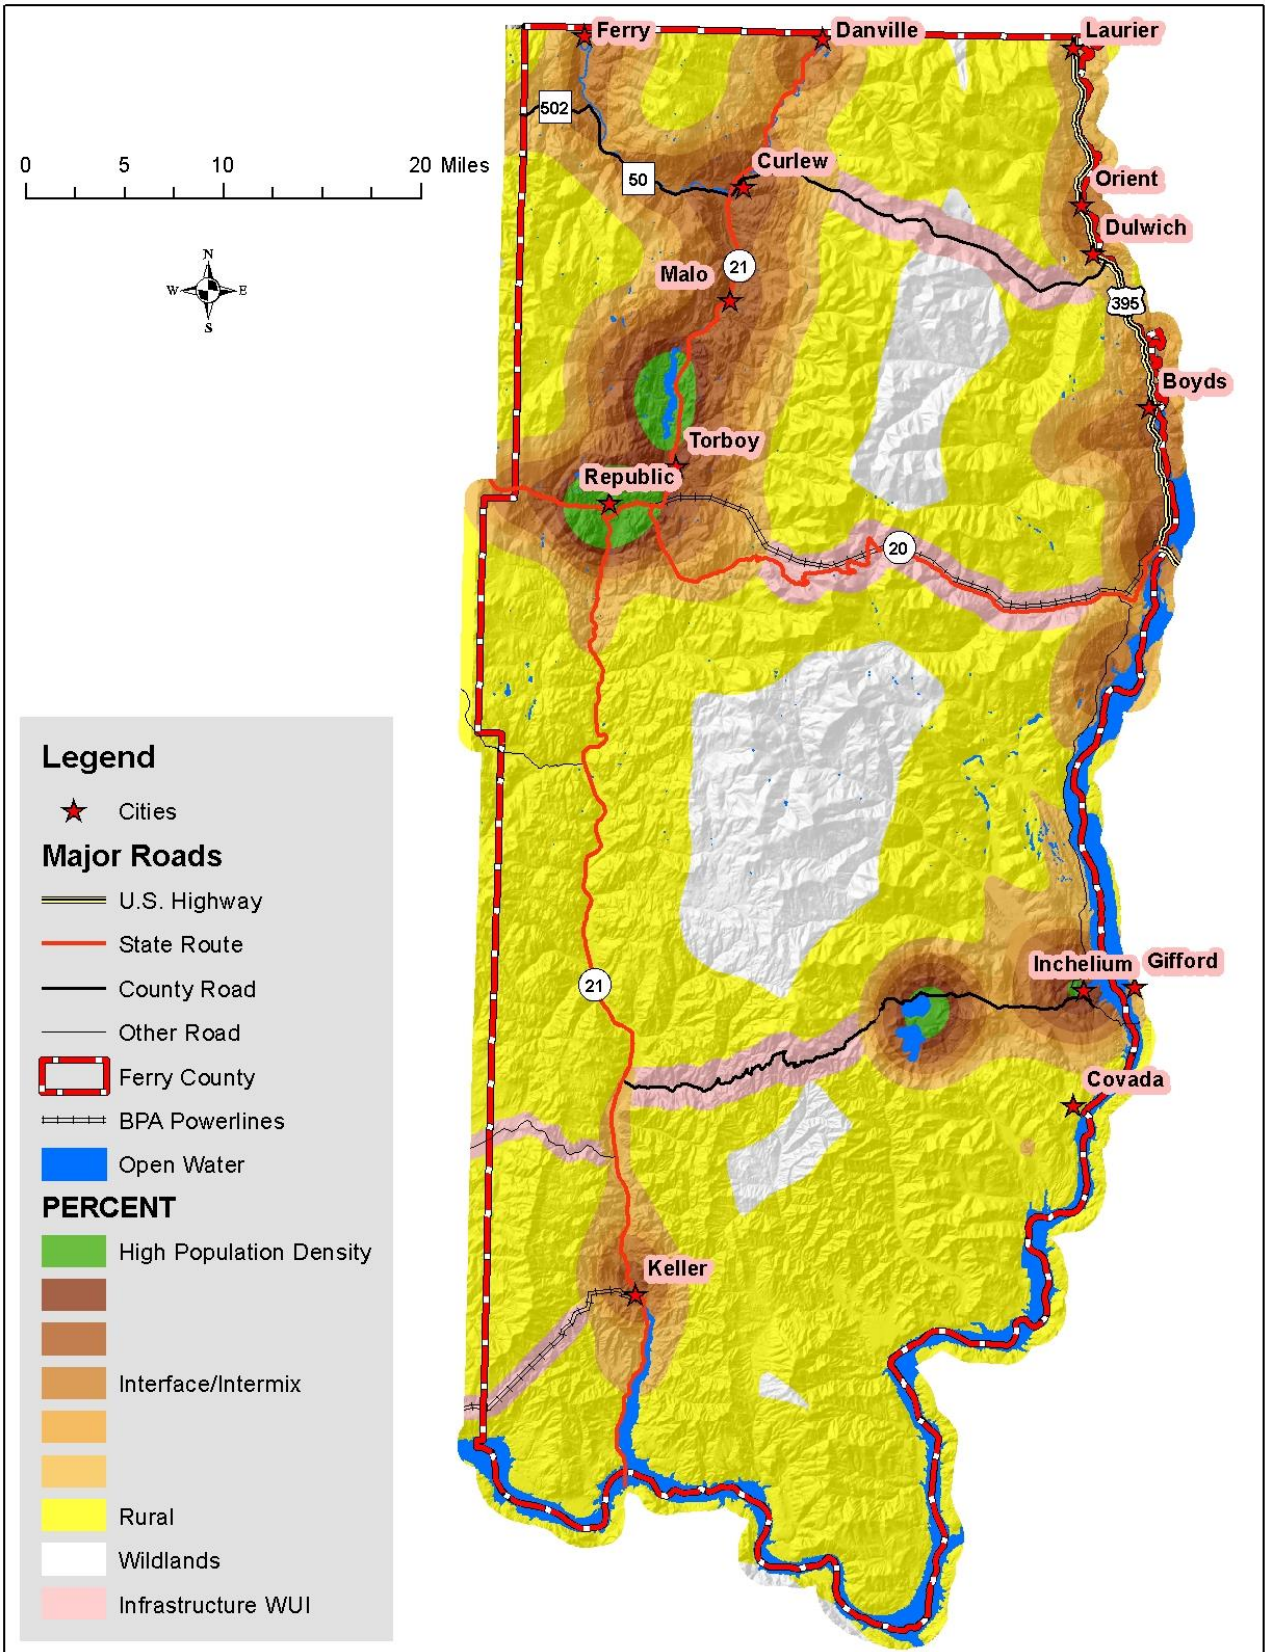 Ferry
Danville
Laurier
502
0 5 10 20 Miles
Curlew
50
Orient
Dulwich
N
W E
S
Malo
21
395
Boyds
Torboy
Republic
20
Legend
Cities
Major Roads
U.S. Highway
State Route
County Road
Other Road
Ferry County
BPA Powerlines
Open Water
PERCENT
High Population Density
Interface/Intermix
Rural
Wildlands
Infrastructure WUI
Inchelium Gifford
21
Covada
Keller